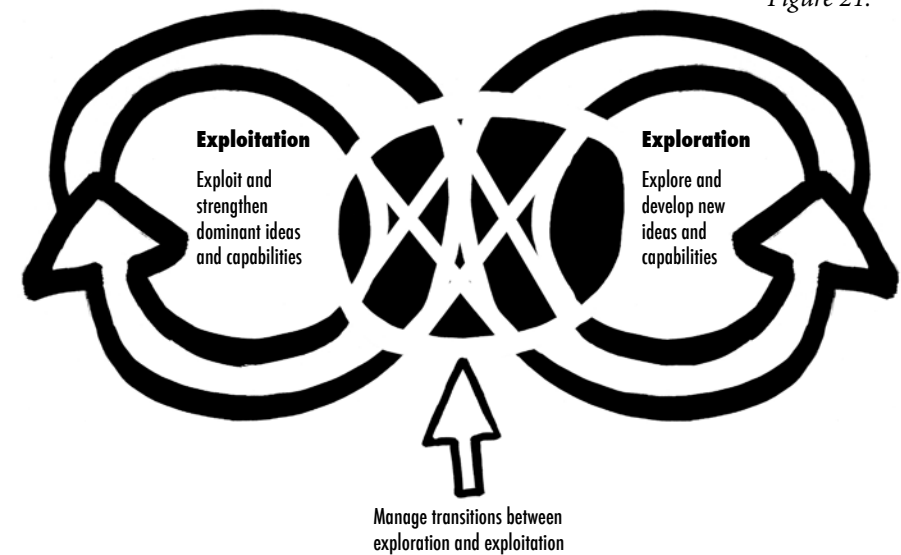 Figure 21.
Exploitation
Exploit and
strengthen
dominant ideas
and capabilities
Exploration
Explore and
develop new
ideas and
capabilities
Manage transitions between
exploration and exploitation